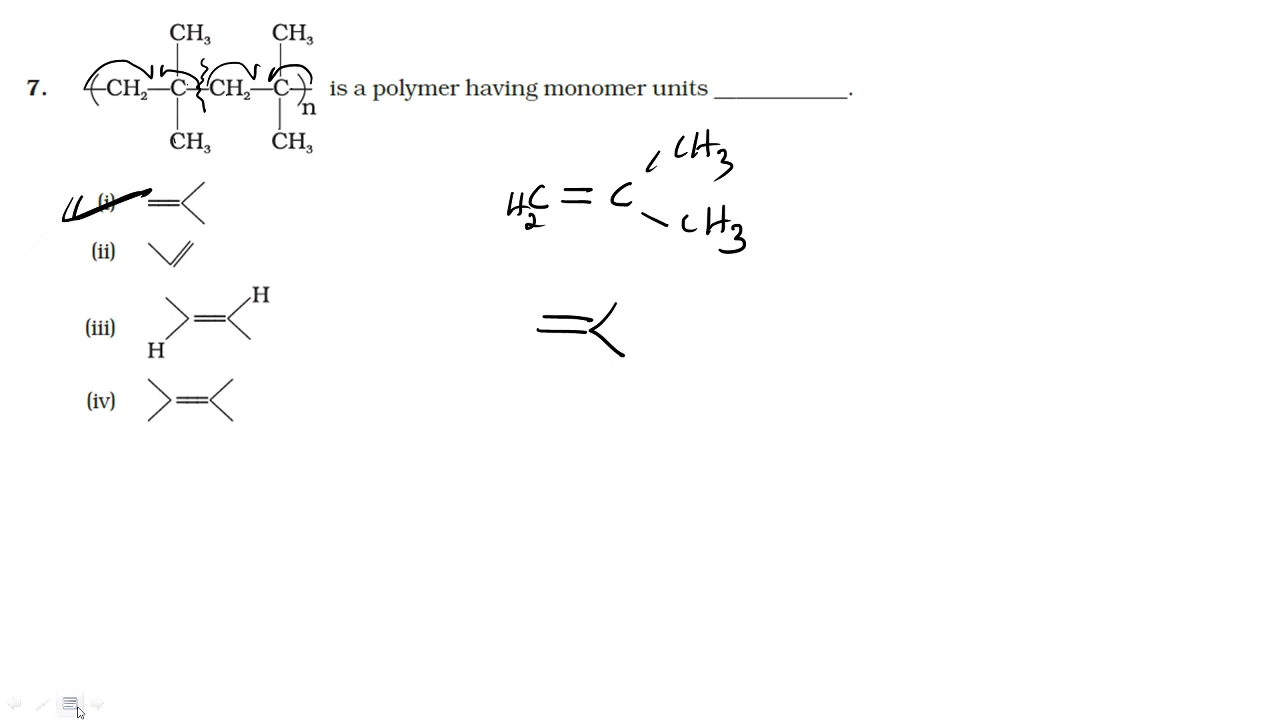 CH₃ CH₃
7. (CH₂—C—CH₂—C)n is a polymer having monomer units ___________.
CH₃ CH₃
CH₃
H₂C = C
CH₃
(i)
(ii)
H
(iii)
H
(iv)